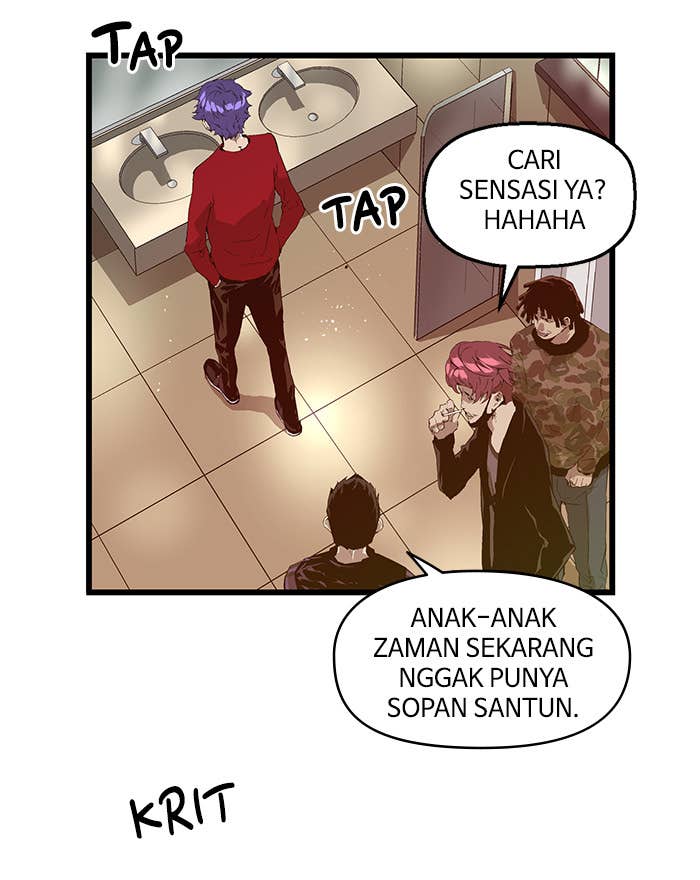 TAP
TAP
CARI
SENSASI YA?
HAHAHA
ANAK-ANAK
ZAMAN SEKARANG
NGGAK PUNYA
SOPAN SANTUN.
KRIT